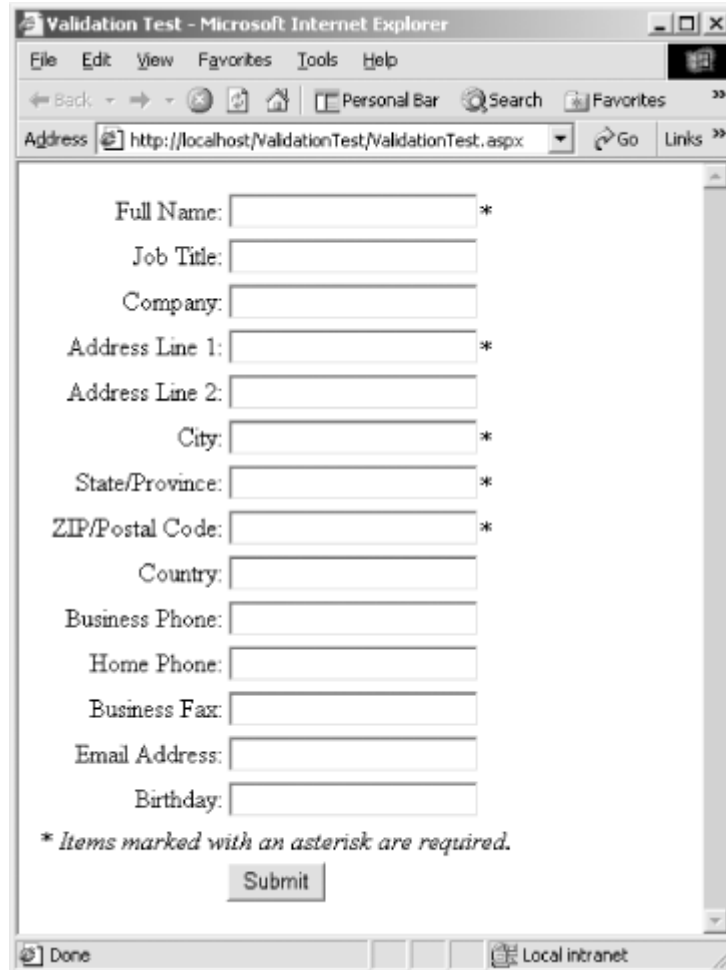 Validation Test - Microsoft Internet Explorer
File Edit View Favorites Tools Help
Back Personal Bar Search Favorites »
Address http://localhost/ValidationTest/ValidationTest.aspx Go Links »
Full Name: *
Job Title:
Company:
Address Line 1: *
Address Line 2:
City: *
State/Province: *
ZIP/Postal Code: *
Country:
Business Phone:
Home Phone:
Business Fax:
Email Address:
Birthday:
* Items marked with an asterisk are required.
Submit
Done Local intranet